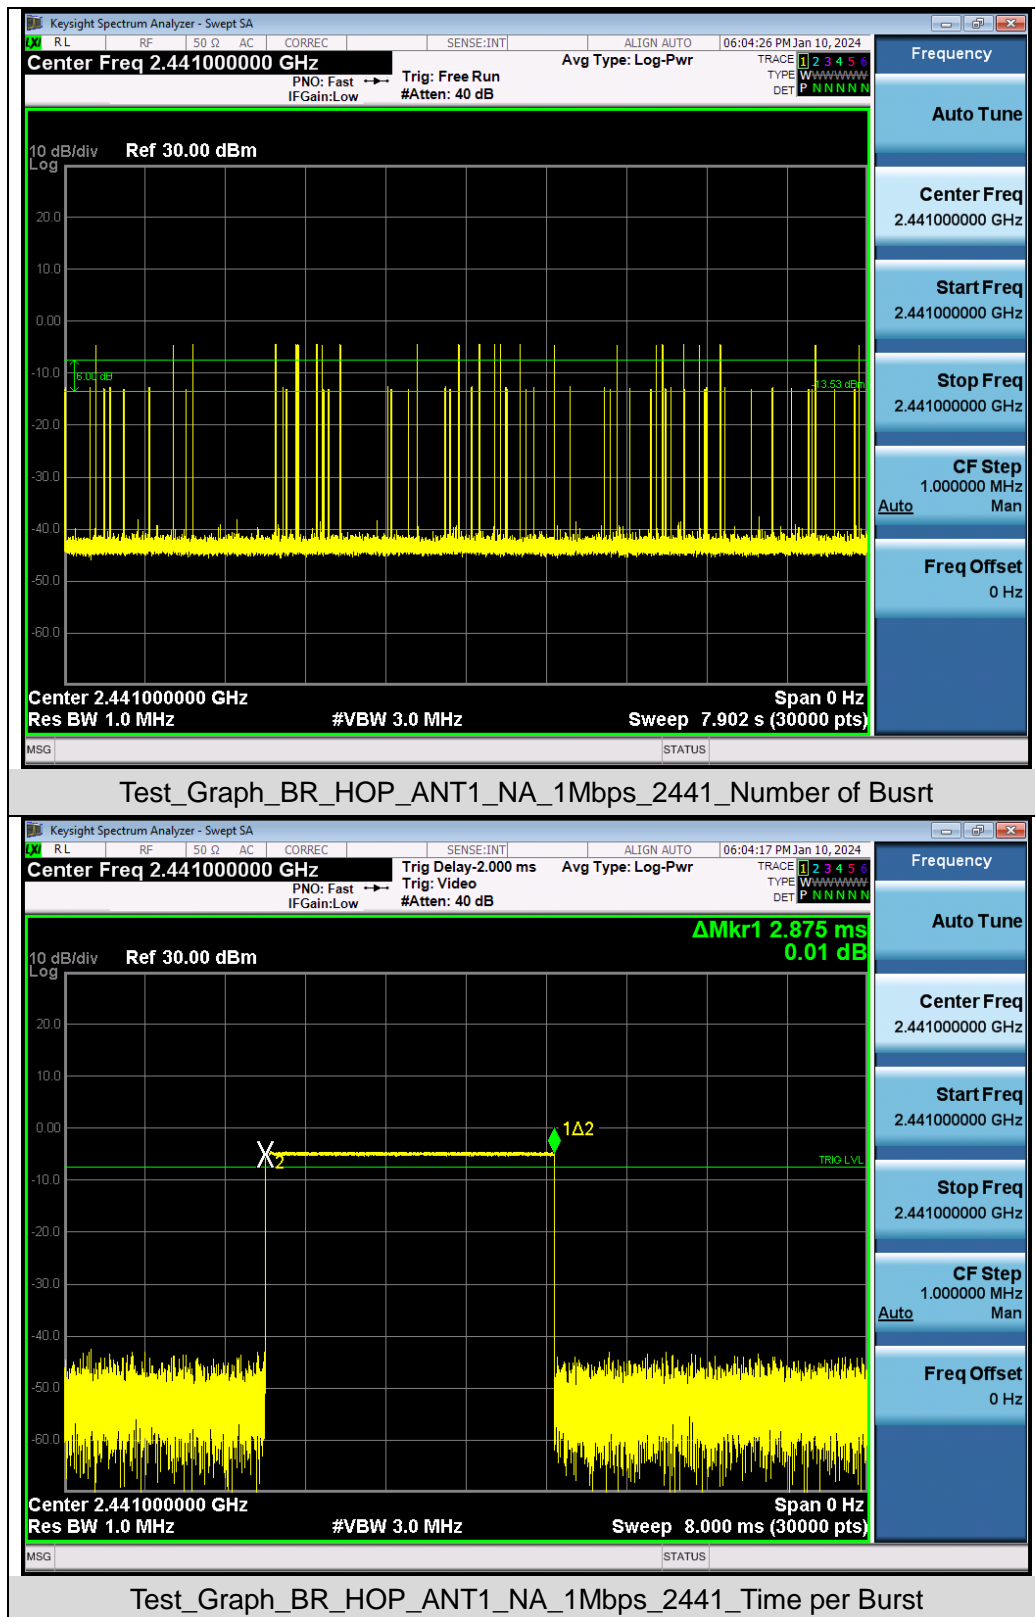 Keysight Spectrum Analyzer - Swept SA
LXI RL RF 50 Ω AC CORREC SENSE:INT ALIGN AUTO 06:04:26 PM Jan 10, 2024
Center Freq 2.441000000 GHz
PNO: Fast
IFGain:Low
Trig: Free Run
#Atten: 40 dB
Avg Type: Log-Pwr
TRACE 1 2 3 4 5 6
TYPE WWWWWW
DET P N N N N N
10 dB/div Ref 30.00 dBm
Log
20.0
10.0
0.00
-10.0
-20.0
-30.0
-40.0
-50.0
-60.0
6.00 dB
-13.53 dBm
Center 2.441000000 GHz Span 0 Hz
Res BW 1.0 MHz #VBW 3.0 MHz Sweep 7.902 s (30000 pts)
MSG STATUS
Frequency
Auto Tune
Center Freq
2.441000000 GHz
Start Freq
2.441000000 GHz
Stop Freq
2.441000000 GHz
CF Step
1.000000 MHz
Auto Man
Freq Offset
0 Hz
Test_Graph_BR_HOP_ANT1_NA_1Mbps_2441_Number of Busrt
Keysight Spectrum Analyzer - Swept SA
LXI RL RF 50 Ω AC CORREC SENSE:INT ALIGN AUTO 06:04:17 PM Jan 10, 2024
Center Freq 2.441000000 GHz
PNO: Fast
IFGain:Low
Trig Delay-2.000 ms
Trig: Video
#Atten: 40 dB
Avg Type: Log-Pwr
TRACE 1 2 3 4 5 6
TYPE WWWWWW
DET P N N N N N
ΔMkr1 2.875 ms
0.01 dB
10 dB/div Ref 30.00 dBm
Log
20.0
10.0
0.00
-10.0
-20.0
-30.0
-40.0
-50.0
-60.0
2
1Δ2
TRIG LVL
Center 2.441000000 GHz Span 0 Hz
Res BW 1.0 MHz #VBW 3.0 MHz Sweep 8.000 ms (30000 pts)
MSG STATUS
Frequency
Auto Tune
Center Freq
2.441000000 GHz
Start Freq
2.441000000 GHz
Stop Freq
2.441000000 GHz
CF Step
1.000000 MHz
Auto Man
Freq Offset
0 Hz
Test_Graph_BR_HOP_ANT1_NA_1Mbps_2441_Time per Burst